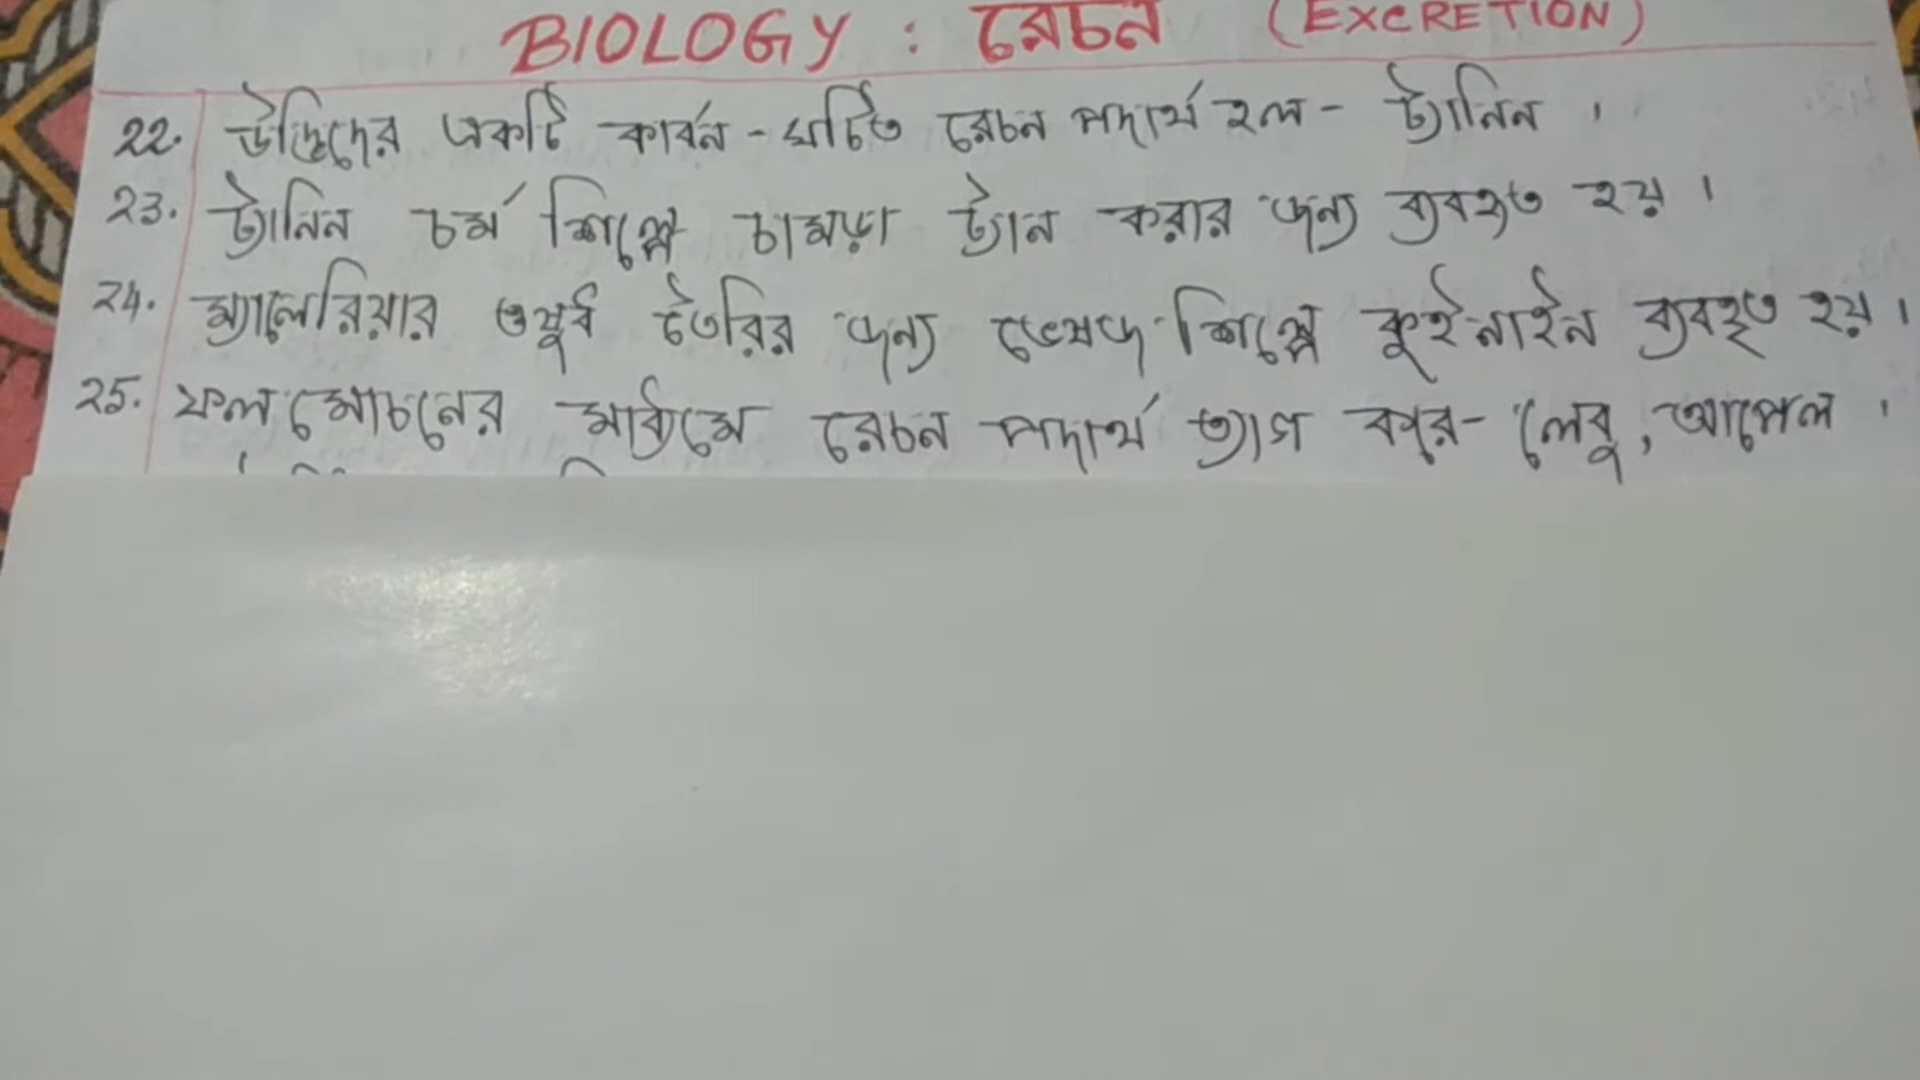 BIOLOGY : রেচন (EXCRETION)
22. উদ্ভিদের একটি কার্বন - ঘটিত রেচন পদার্থ হল - ট্যানিন ।
23. ট্যানিন চর্ম শিল্পে চামড়া ট্যান করার জন্য ব্যবহৃত হয় ।
24. ম্যালেরিয়ার ওষুধ তৈরির জন্য ভেষজ শিল্পে কুইনাইন ব্যবহৃত হয় ।
25. ফল মোচনের মাধ্যমে রেচন পদার্থ ত্যাগ করে - লেবু, আপেল ।